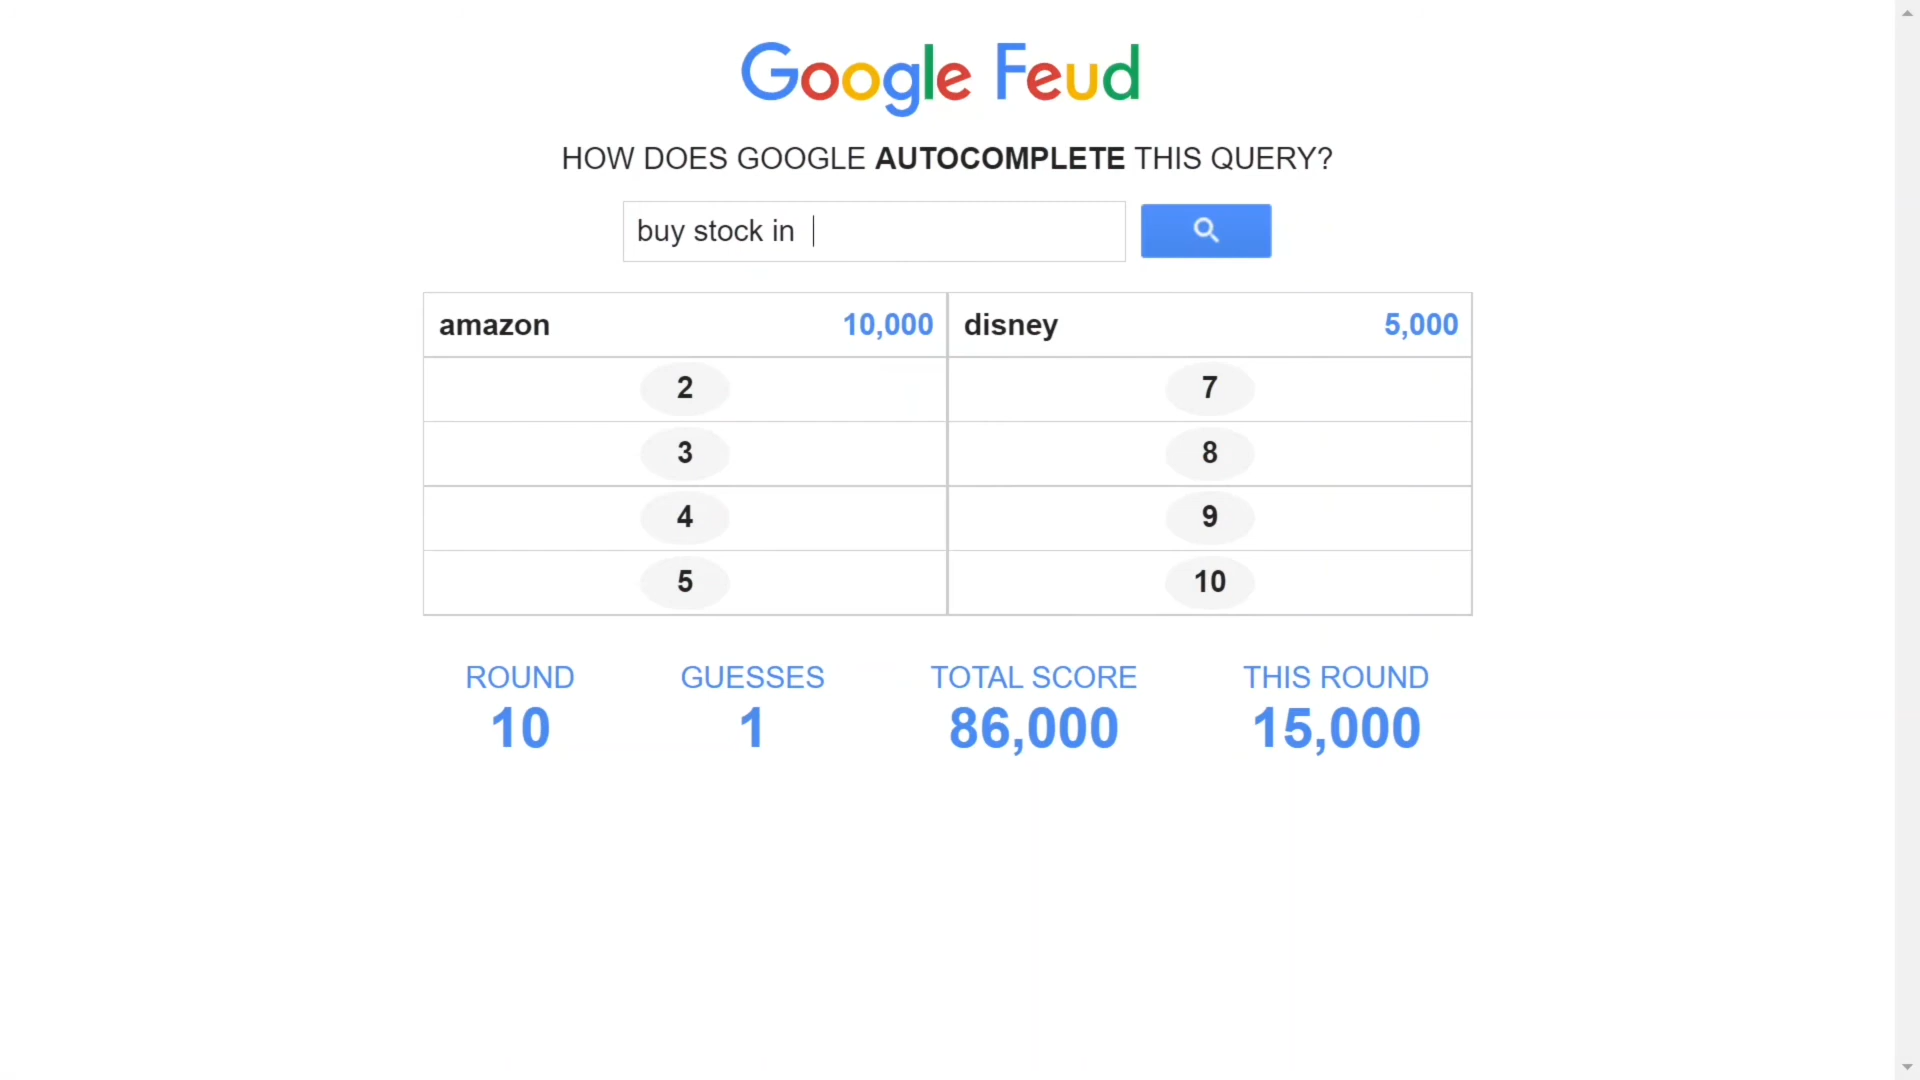 Google Feud
HOW DOES GOOGLE AUTOCOMPLETE THIS QUERY?
buy stock in
amazon 10,000 disney 5,000
2 7
3 8
4 9
5 10
ROUND GUESSES TOTAL SCORE THIS ROUND
10 1 86,000 15,000